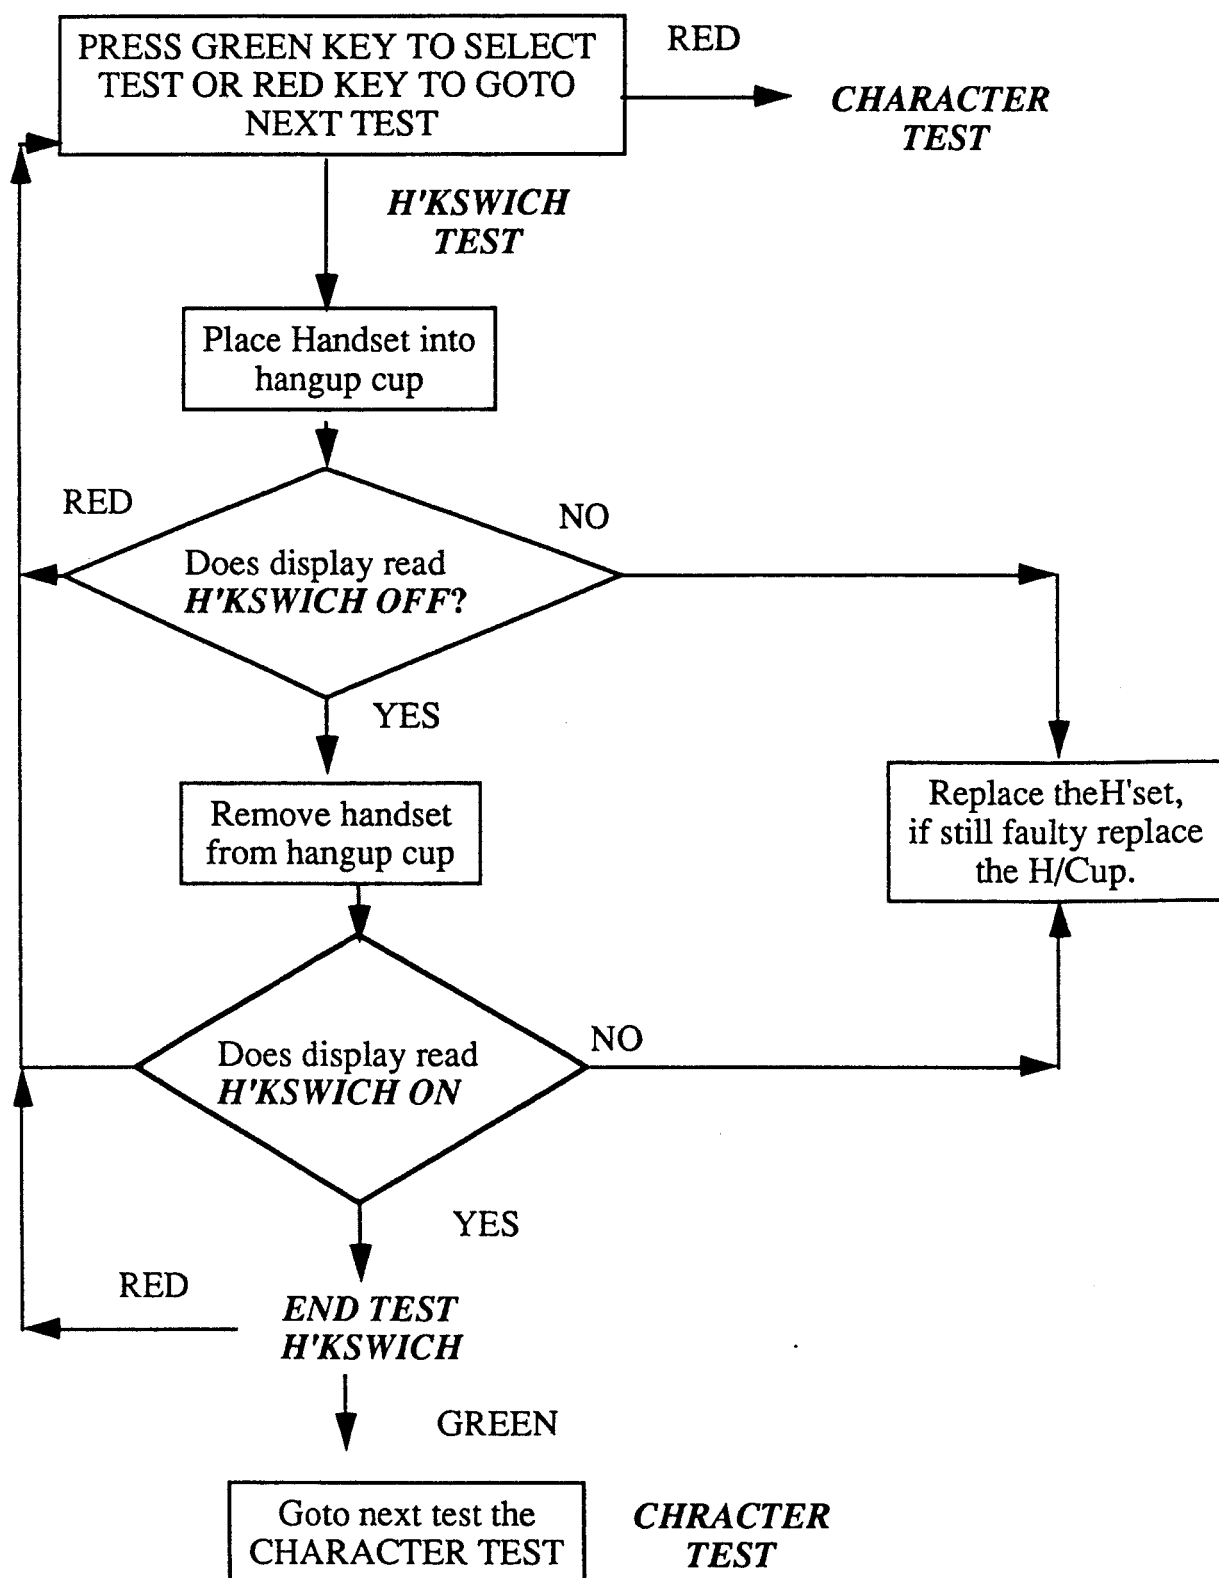 PRESS GREEN KEY TO SELECT
TEST OR RED KEY TO GOTO
NEXT TEST
RED
CHARACTER
TEST
H'KSWICH
TEST
Place Handset into
hangup cup
RED
NO
Does display read
H'KSWICH OFF?
YES
Remove handset
from hangup cup
Replace theH'set,
if still faulty replace
the H/Cup.
NO
Does display read
H'KSWICH ON
YES
RED
END TEST
H'KSWICH
GREEN
Goto next test the
CHARACTER TEST
CHRACTER
TEST